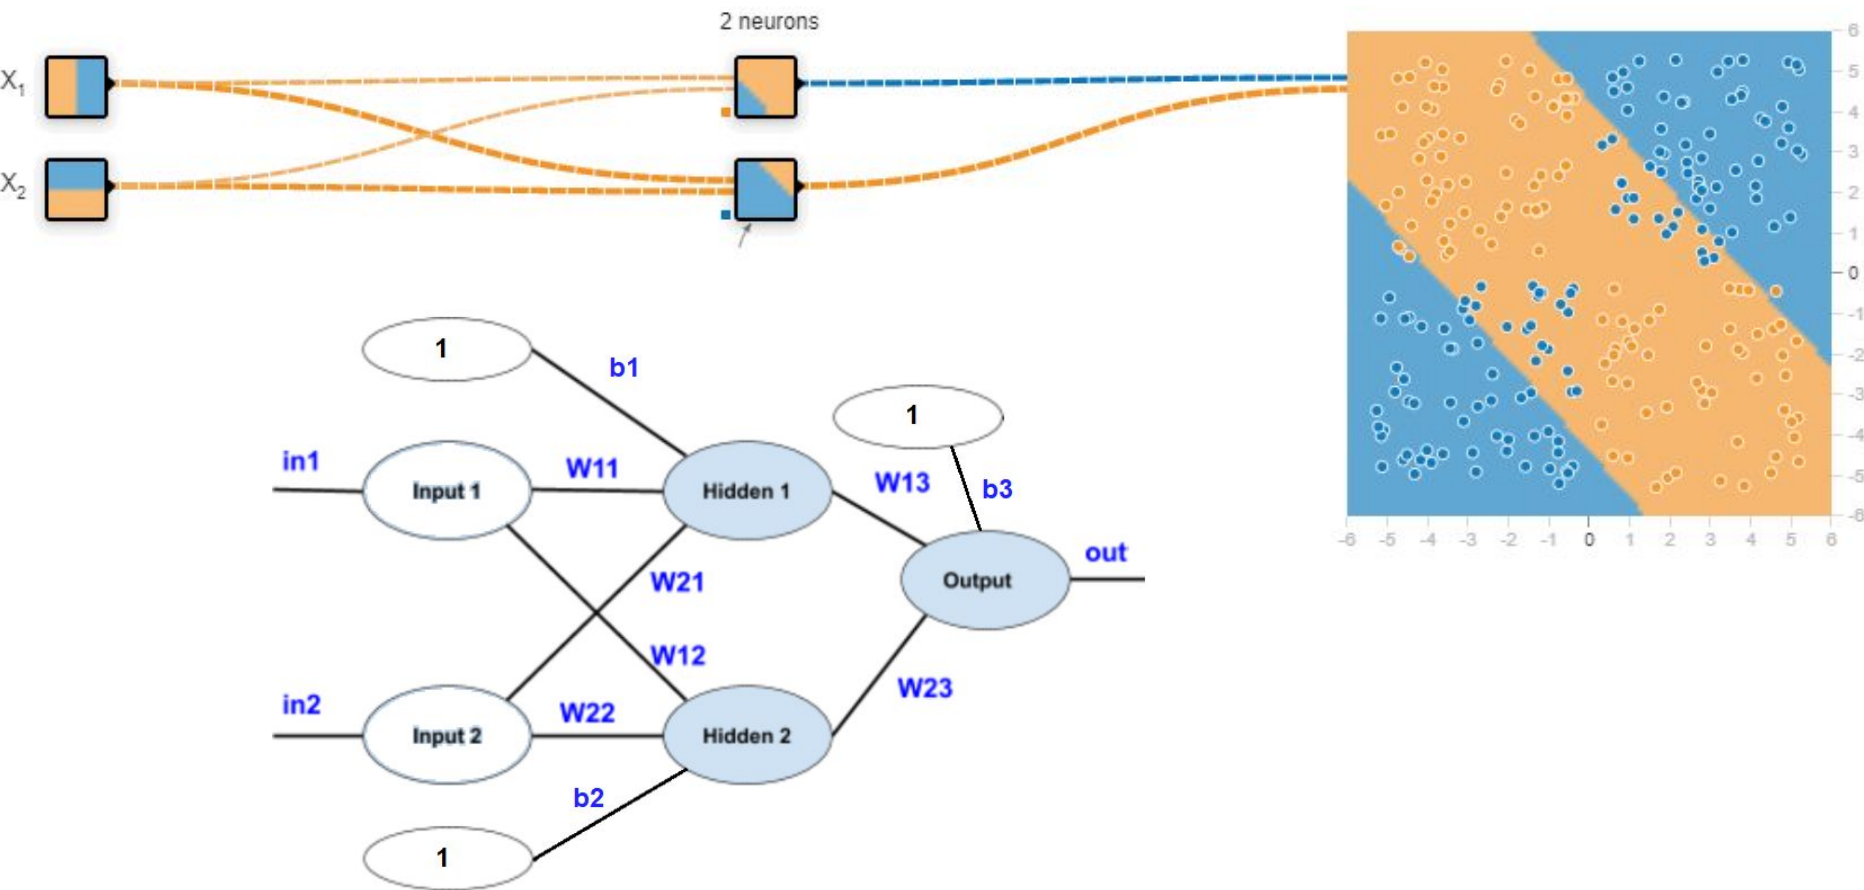 2 neurons
X1
X2
6
5
4
3
2
1
0
-1
-2
-3
-4
-5
-6
-6 -5 -4 -3 -2 -1 0 1 2 3 4 5 6
1
b1
1
in1
Input 1
W11
Hidden 1
W13
b3
W21
Output
out
W12
in2
Input 2
W22
Hidden 2
W23
b2
1